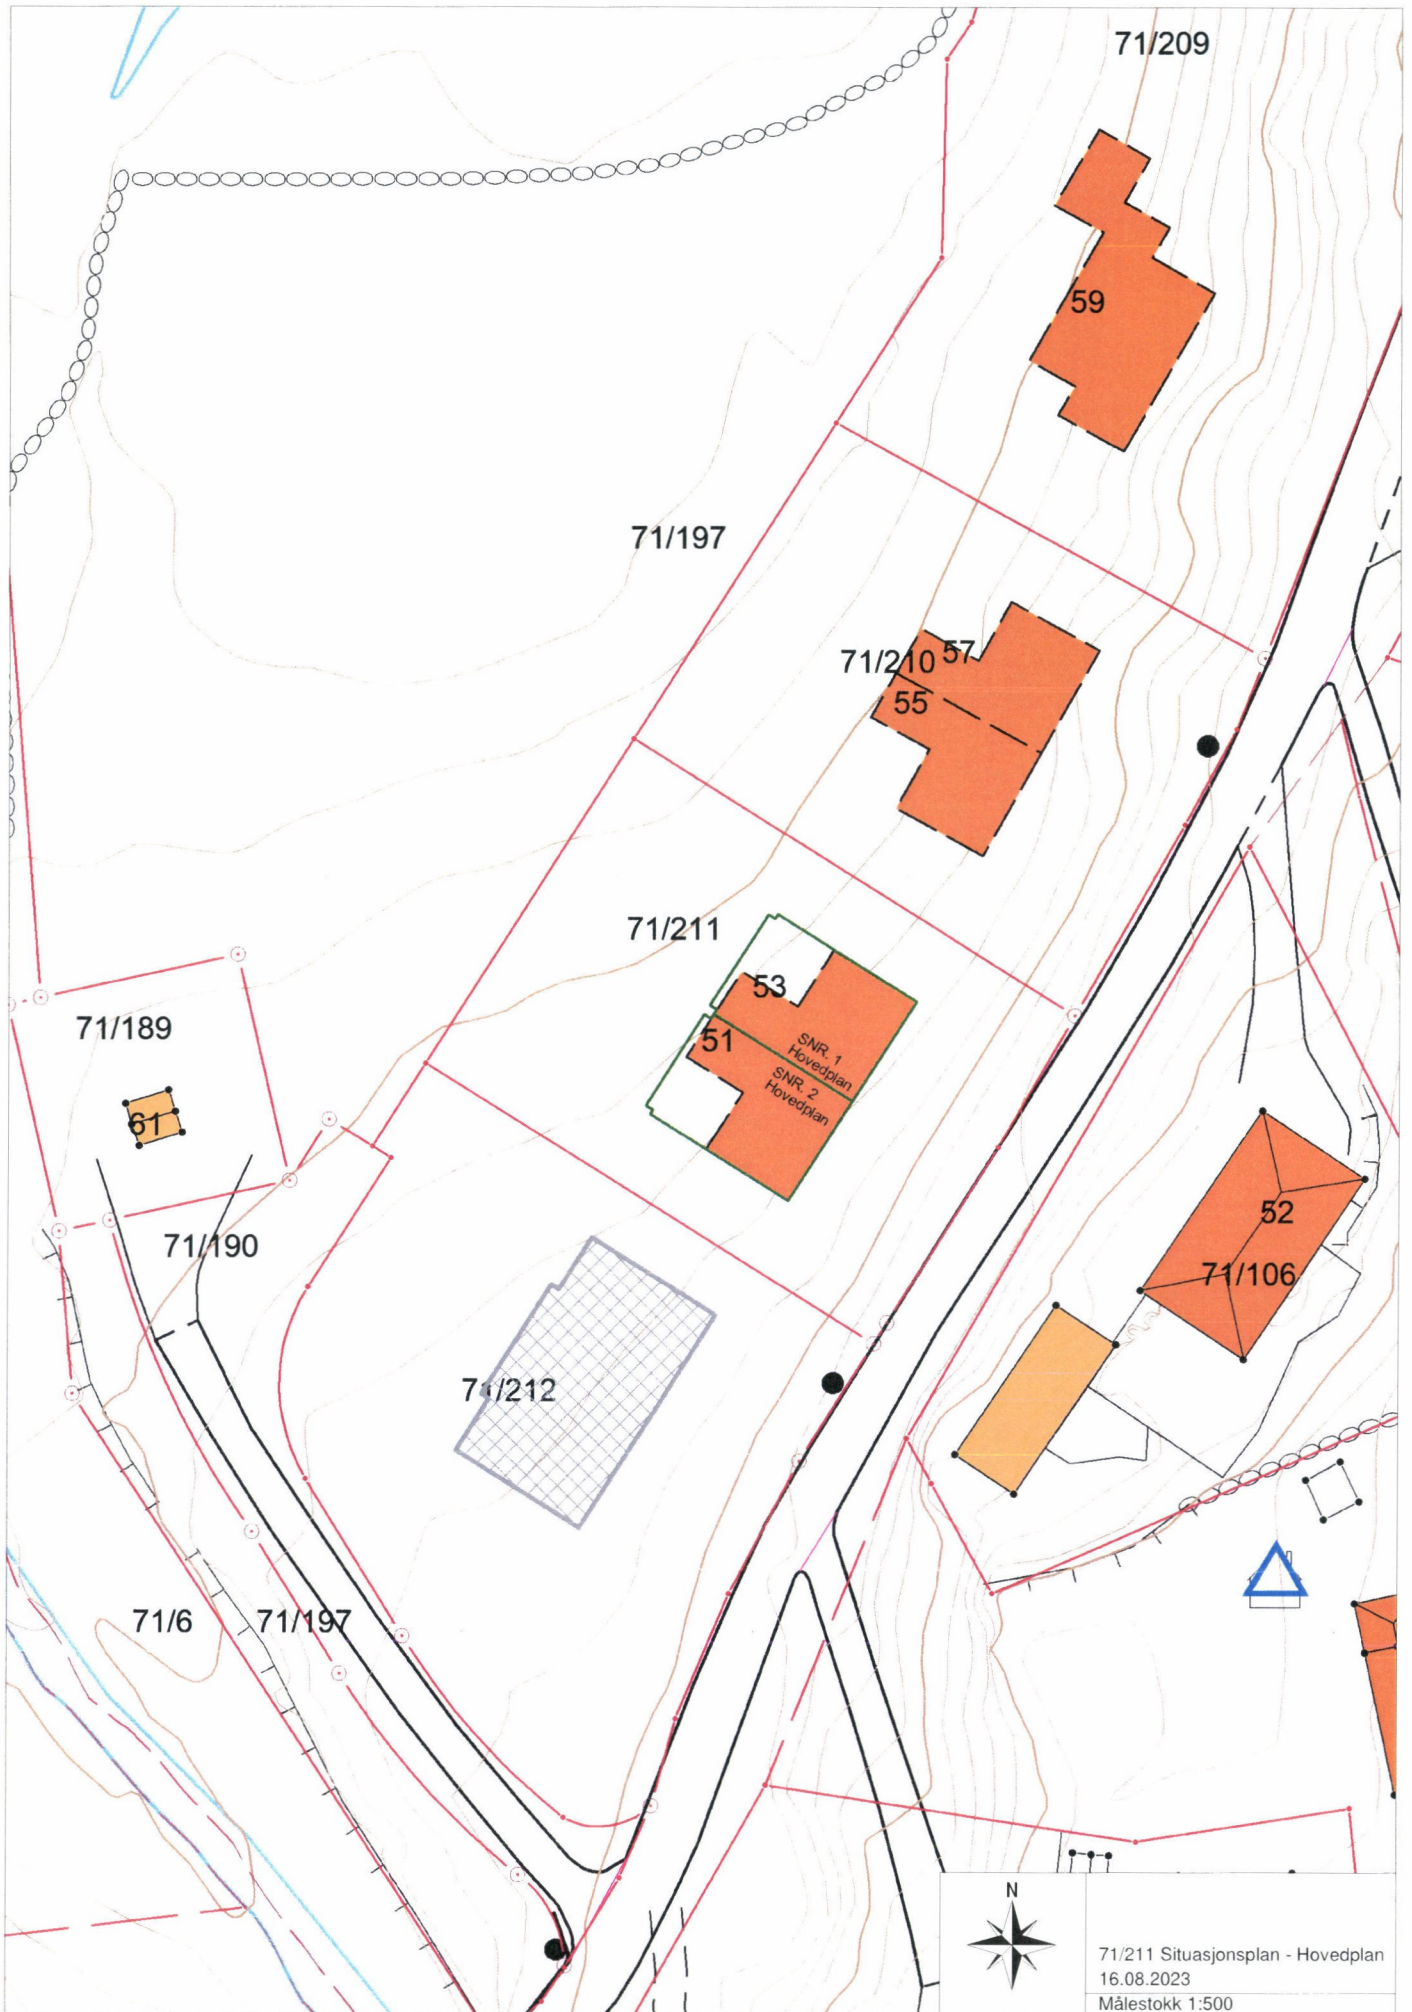 71/209
59
71/197
57
71/210
55
71/211
53
51
SNR. 1
Hovedplan
SNR. 2
Hovedplan
71/189
61
52
71/190
71/106
71/212
71/6
71/197
N
71/211 Situasjonsplan - Hovedplan
16.08.2023
Målestokk 1:500